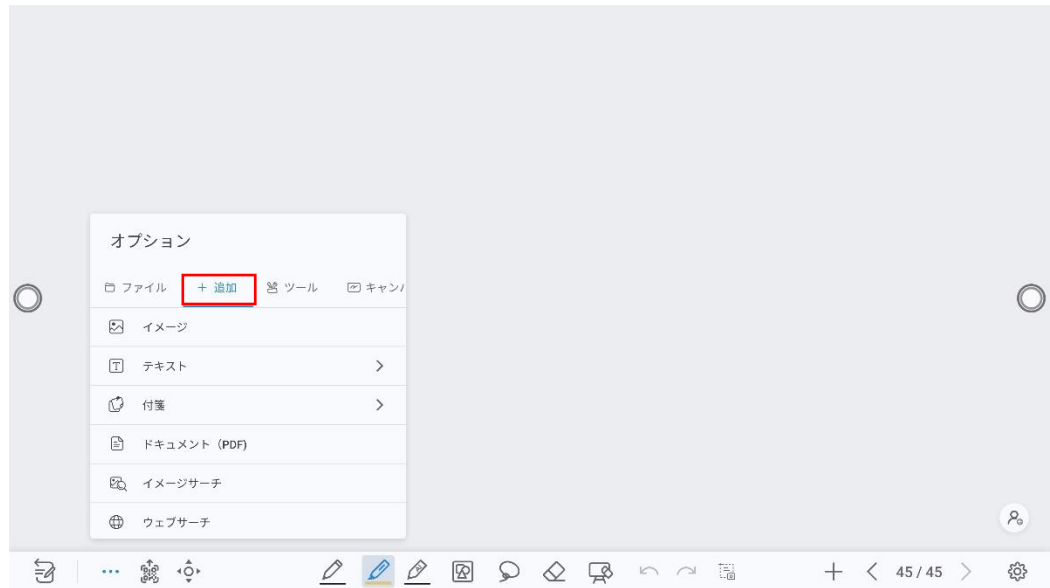 オプション
ファイル + 追加 ツール キャンバ
イメージ
テキスト
付箋
ドキュメント（PDF)
イメージサーチ
ウェブサーチ
45 / 45